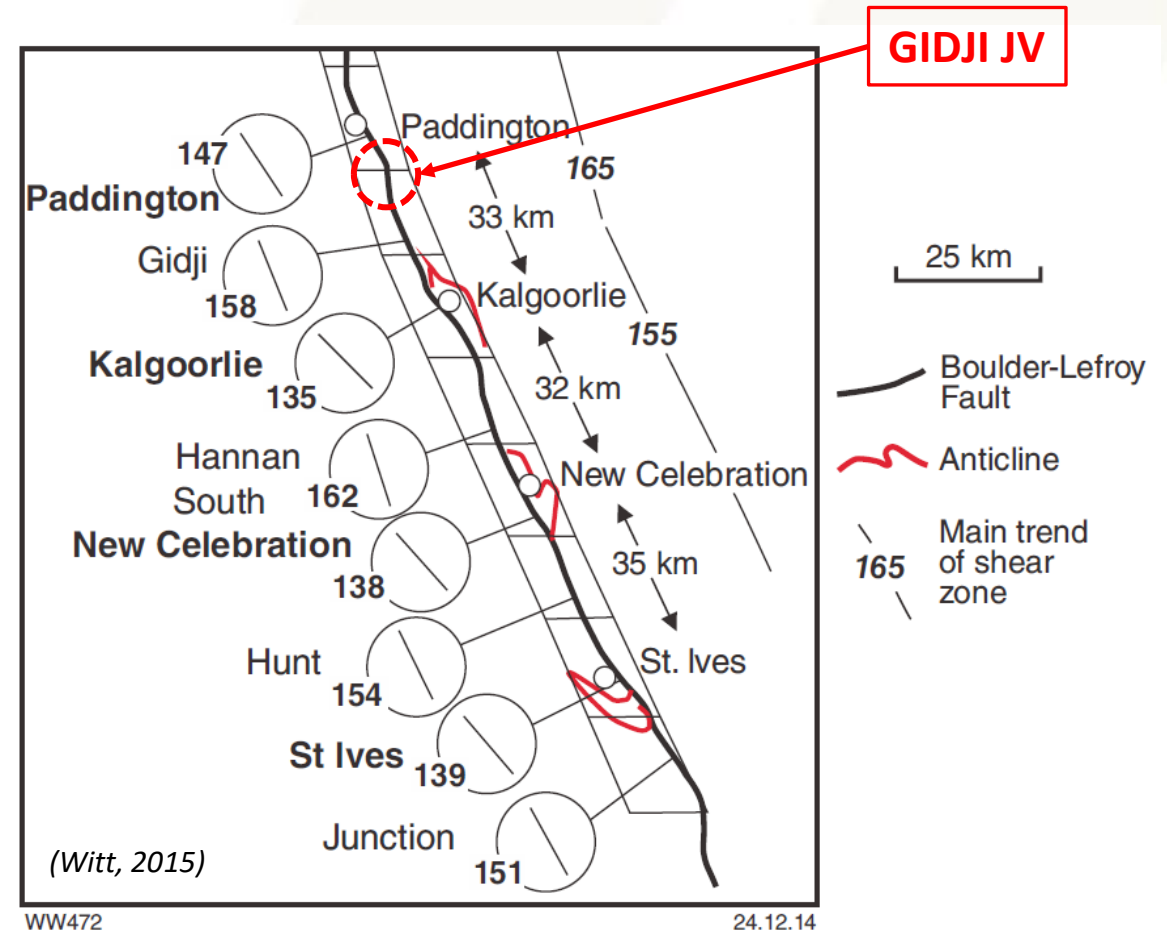 GIDJI JV
Paddington
147
165
Paddington
33 km
Gidji
25 km
158
Kalgoorlie
155
Boulder-Lefroy
Fault
Kalgoorlie
135
32 km
Anticline
Hannan
South
162
New Celebration
Main trend
of shear
zone
165
New Celebration
138
35 km
Hunt
154
St. Ives
St Ives
139
Junction
151
(Witt, 2015)
WW472
24.12.14